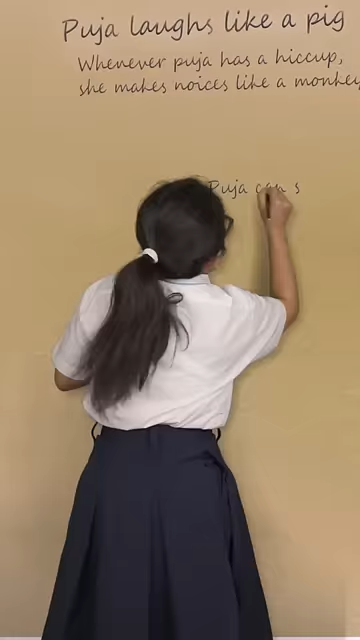 Puja laughs like a pig
Whenever puja has a hiccup,
she makes noices like a monkey
Puja can s